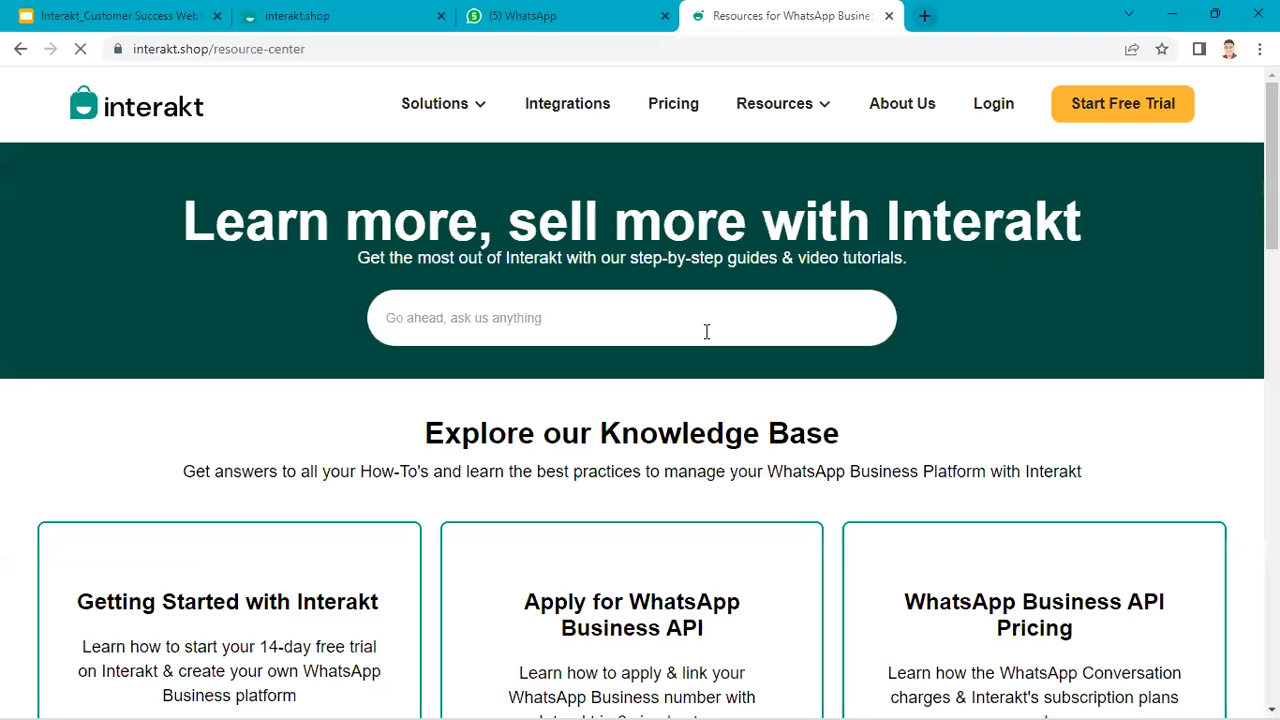 Interakt_Customer Success Web
interakt.shop
(5) WhatsApp
Resources for WhatsApp Busine
interakt.shop/resource-center
interakt
Solutions
Integrations
Pricing
Resources
About Us
Login
Start Free Trial
Learn more, sell more with Interakt
Get the most out of Interakt with our step-by-step guides & video tutorials.
Go ahead, ask us anything
Explore our Knowledge Base
Get answers to all your How-To's and learn the best practices to manage your WhatsApp Business Platform with Interakt
Getting Started with Interakt
Learn how to start your 14-day free trial
on Interakt & create your own WhatsApp
Business platform
Apply for WhatsApp
Business API
Learn how to apply & link your
WhatsApp Business number with
WhatsApp Business API
Pricing
Learn how the WhatsApp Conversation
charges & Interakt's subscription plans